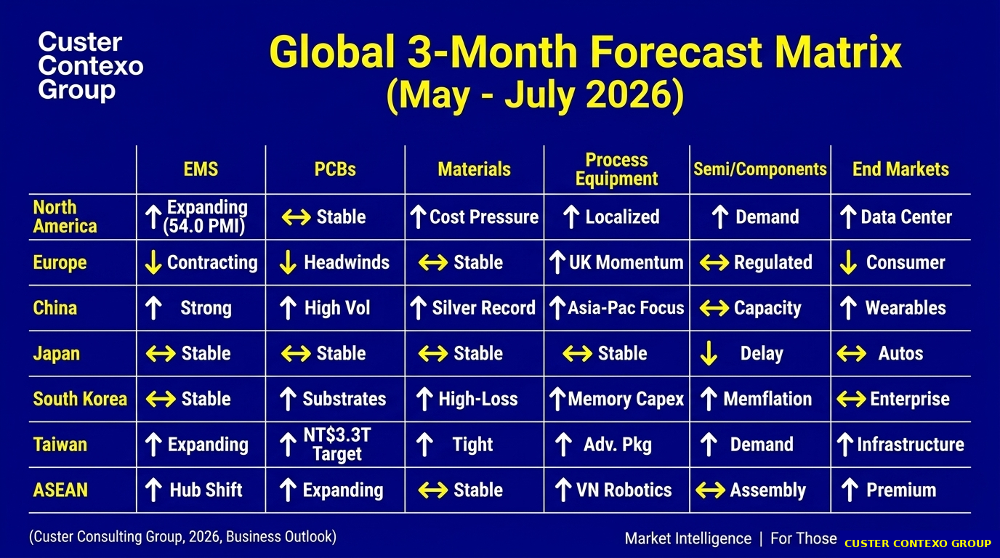 Custer
Contexo
Group
Global 3-Month Forecast Matrix
(May - July 2026)
EMS PCBs Materials Process Equipment Semi/Components End Markets
North America ↑ Expanding (54.0 PMI) ↔ Stable ↑ Cost Pressure ↑ Localized ↑ Demand ↑ Data Center
Europe ↓ Contracting ↓ Headwinds ↔ Stable ↑ UK Momentum ↔ Regulated ↓ Consumer
China ↑ Strong ↑ High Vol ↑ Silver Record ↑ Asia-Pac Focus ↔ Capacity ↑ Wearables
Japan ↔ Stable ↔ Stable ↔ Stable ↔ Stable ↓ Delay ↔ Autos
South Korea ↔ Stable ↑ Substrates ↑ High-Loss ↑ Memory Capex ↑ Memflation ↔ Enterprise
Taiwan ↑ Expanding ↑ NT$3.3T Target ↑ Tight ↑ Adv. Pkg ↑ Demand ↑ Infrastructure
ASEAN ↑ Hub Shift ↑ Expanding ↔ Stable ↑ VN Robotics ↔ Assembly ↑ Premium
(Custer Consulting Group, 2026, Business Outlook)
Market Intelligence | For Those CUSTER CONTEXO GROUP